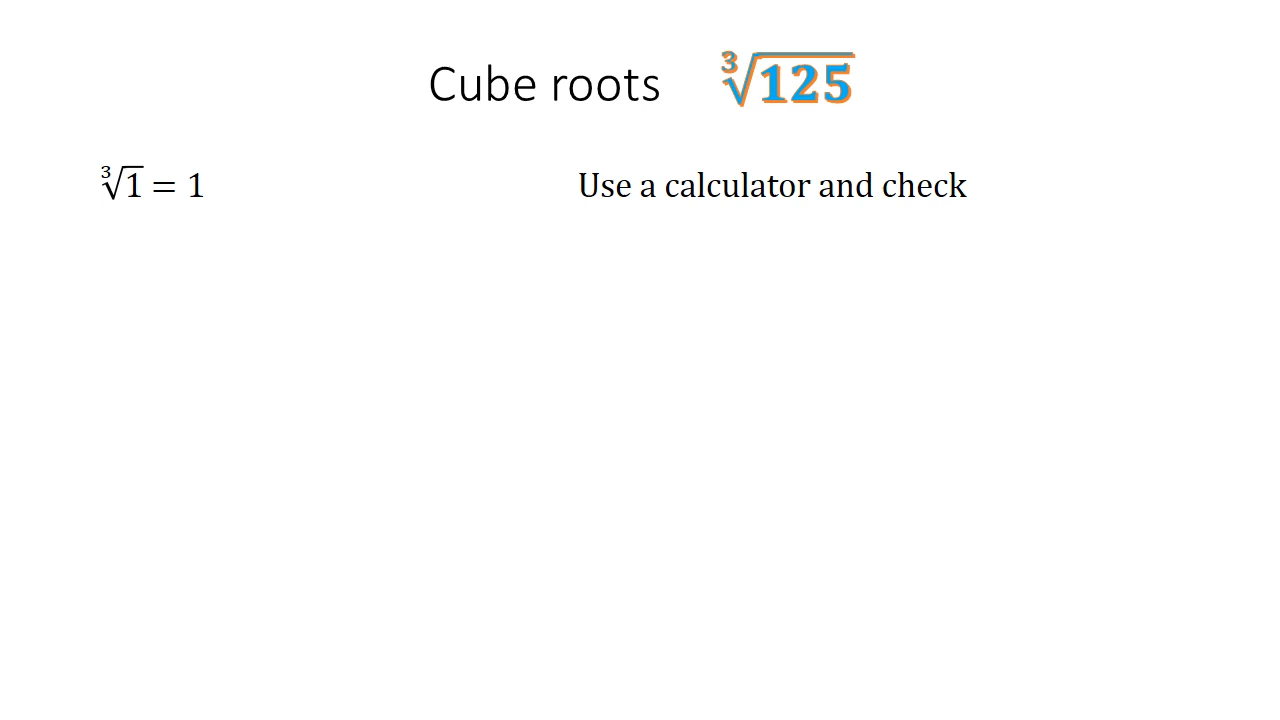 Cube roots ∛125
∛1 = 1
Use a calculator and check